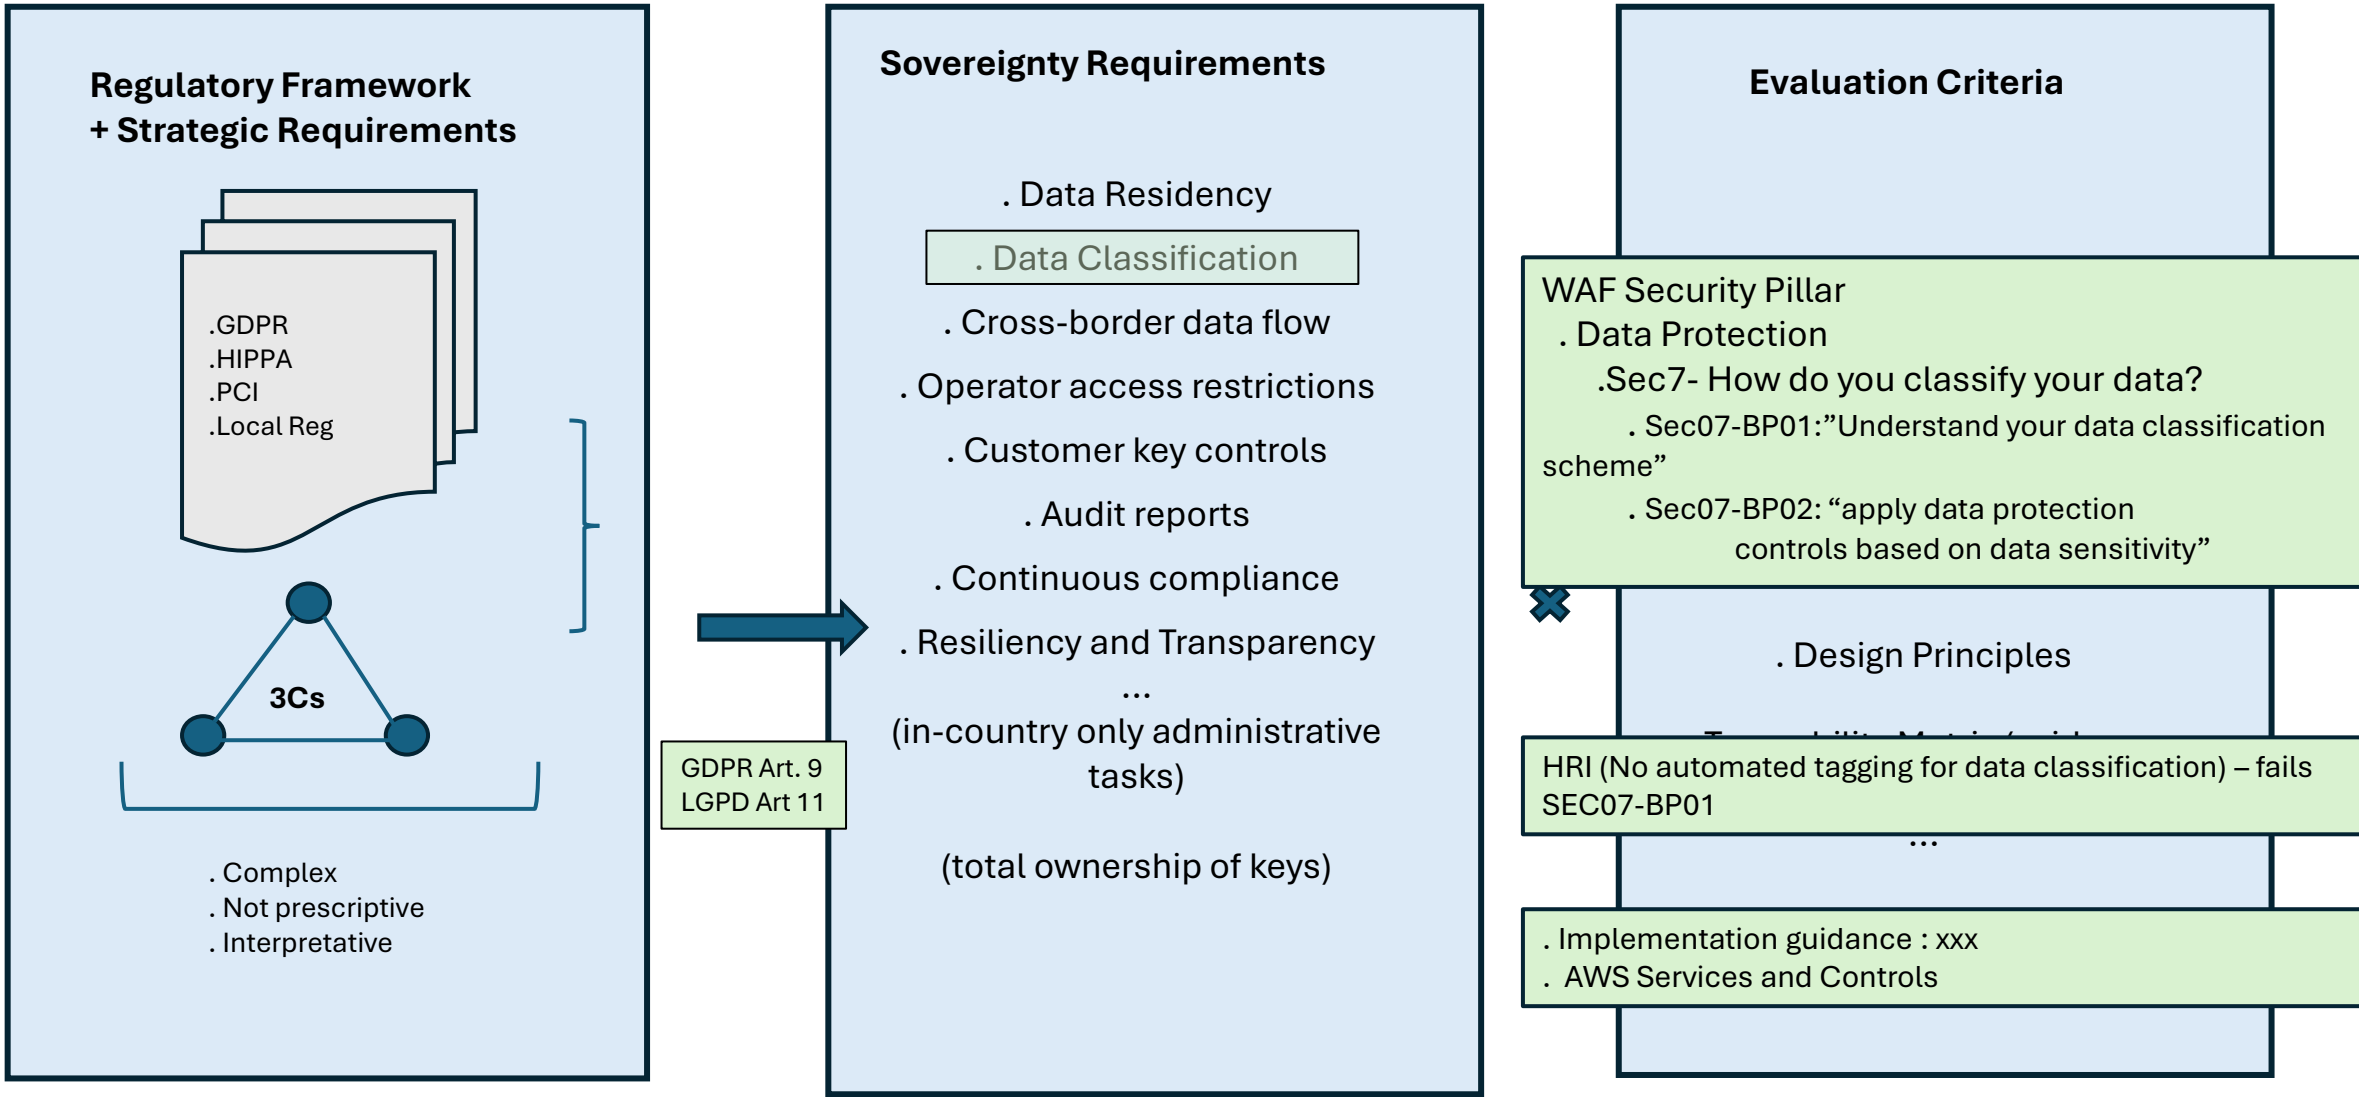 Regulatory Framework
+ Strategic Requirements
.GDPR
.HIPPA
.PCI
.Local Reg
3Cs
. Complex
. Not prescriptive
. Interpretative
GDPR Art. 9
LGPD Art 11
Sovereignty Requirements
. Data Residency
. Data Classification
. Cross-border data flow
. Operator access restrictions
. Customer key controls
. Audit reports
. Continuous compliance
. Resiliency and Transparency
...
(in-country only administrative
tasks)
(total ownership of keys)
Evaluation Criteria
WAF Security Pillar
. Data Protection
.Sec7- How do you classify your data?
. Sec07-BP01:”Understand your data classification
scheme”
. Sec07-BP02: “apply data protection
controls based on data sensitivity”
. Design Principles
HRI (No automated tagging for data classification) – fails
SEC07-BP01
...
. Implementation guidance : xxx
. AWS Services and Controls